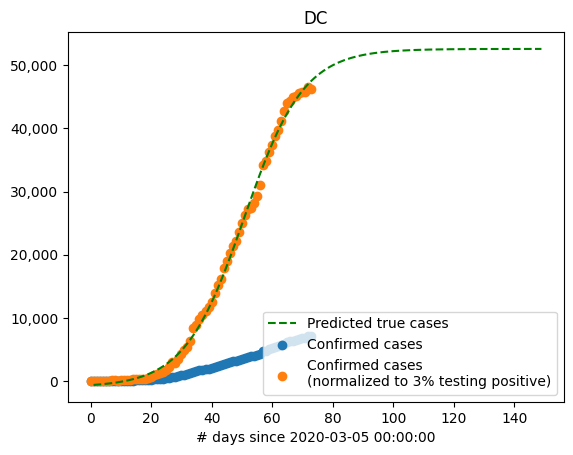 DC
50,000
40,000
30,000
20,000
10,000
0
0 20 40 60 80 100 120 140
# days since 2020-03-05 00:00:00
Predicted true cases
Confirmed cases
Confirmed cases
(normalized to 3% testing positive)